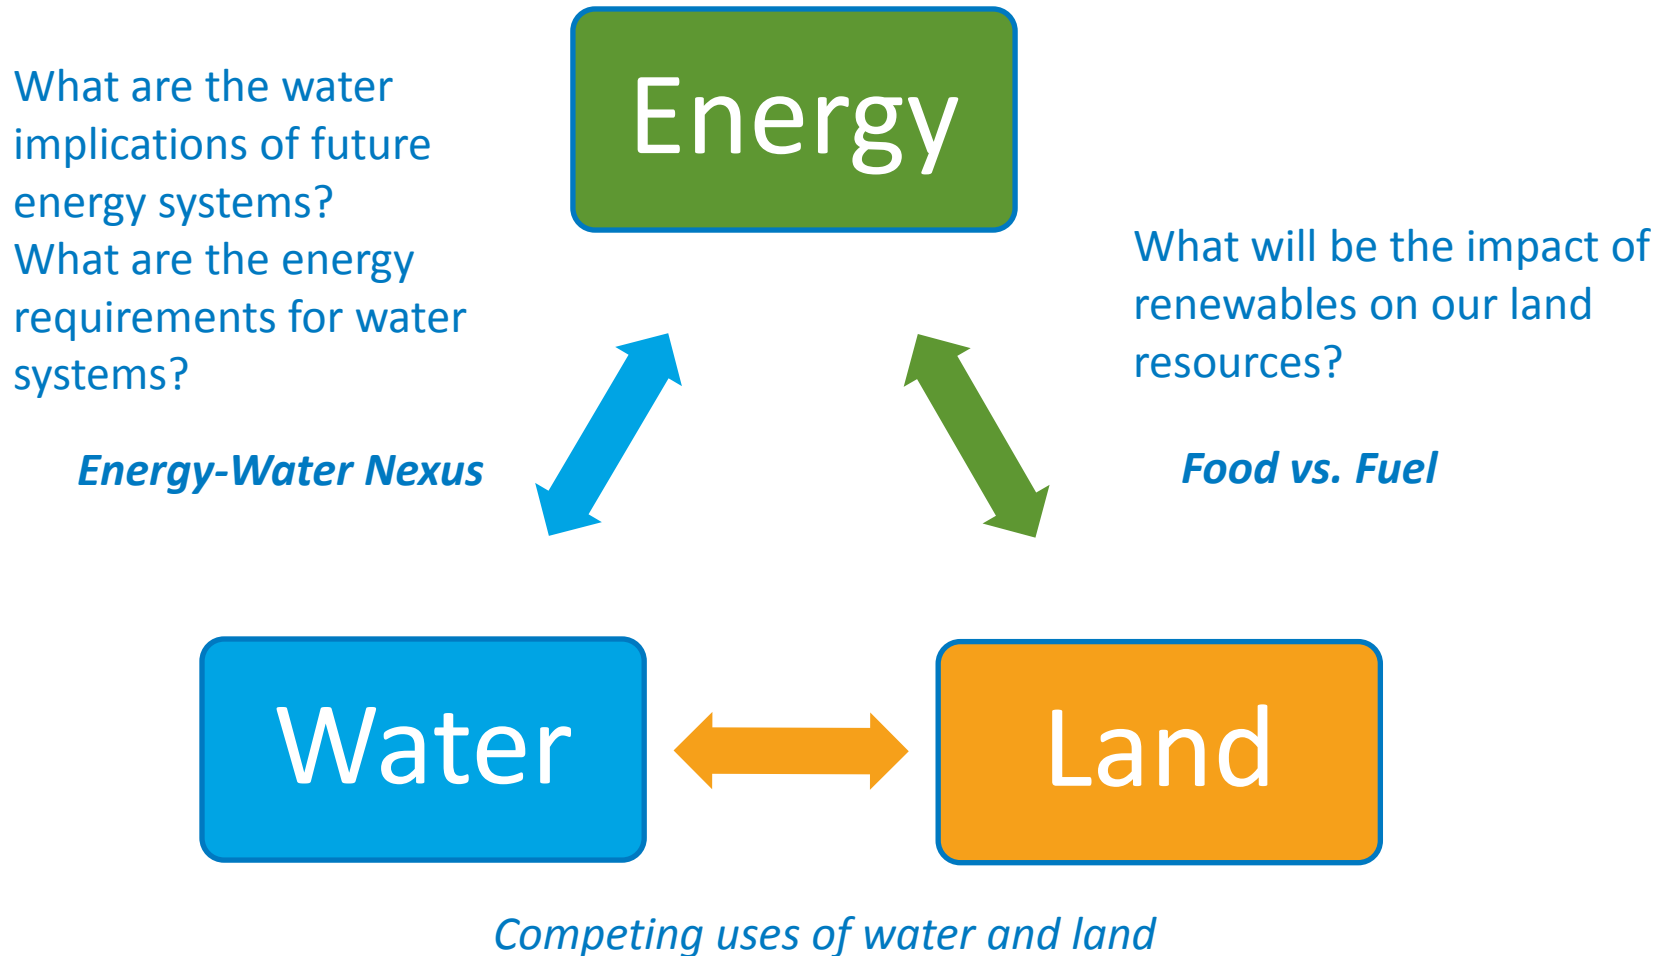 Energy
What are the water
implications of future
energy systems?
What are the energy
requirements for water
systems?
Energy-Water Nexus
What will be the impact of
renewables on our land
resources?
Food vs. Fuel
Water
Land
Competing uses of water and land